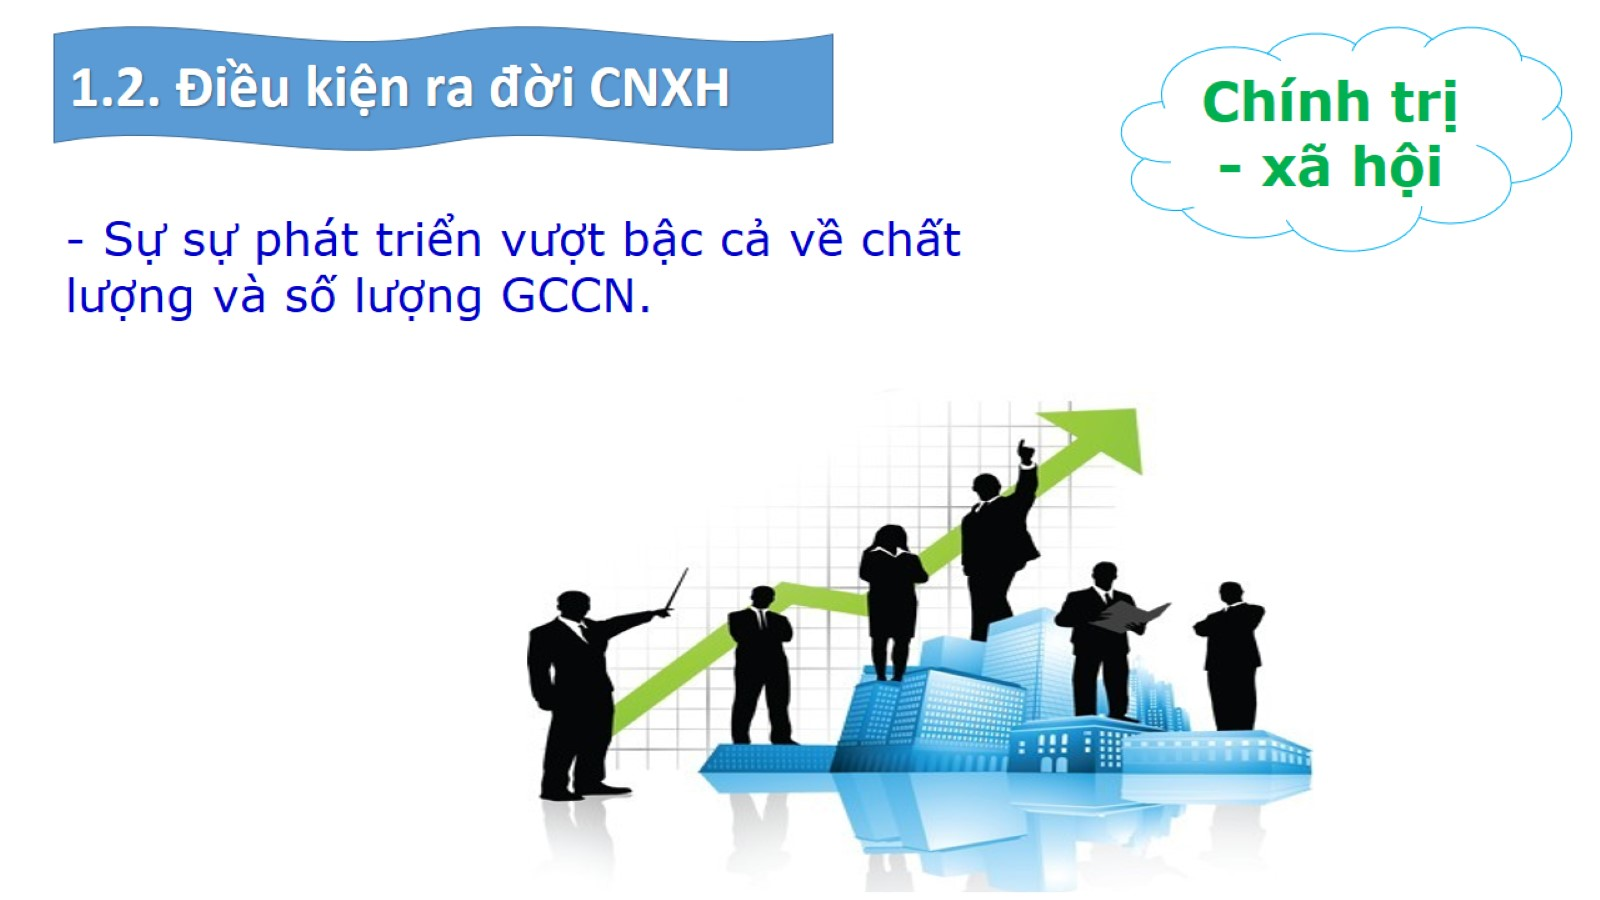 1.2. Điều kiện ra đời CNXH
Chính trị
- xã hội
- Sự sự phát triển vượt bậc cả về chất
lượng và số lượng GCCN.